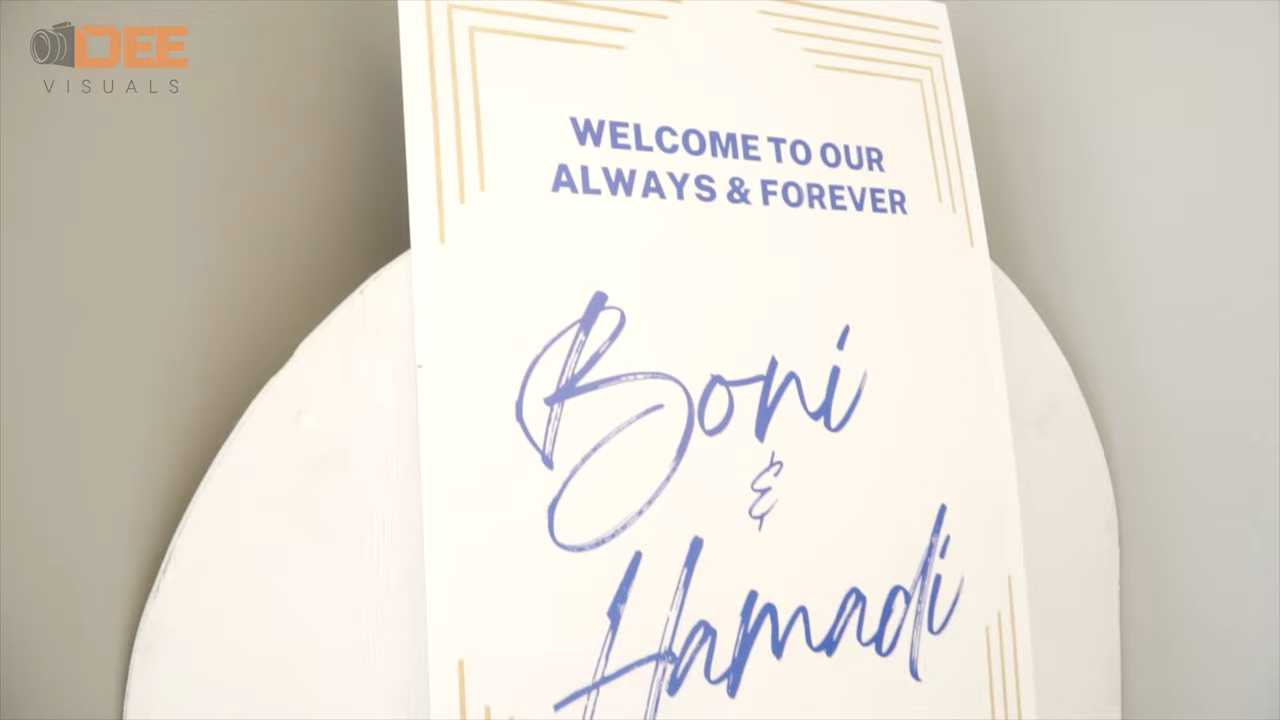 DEE
VISUALS
WELCOME TO OUR
ALWAYS & FOREVER
Boni
&
Hamadi